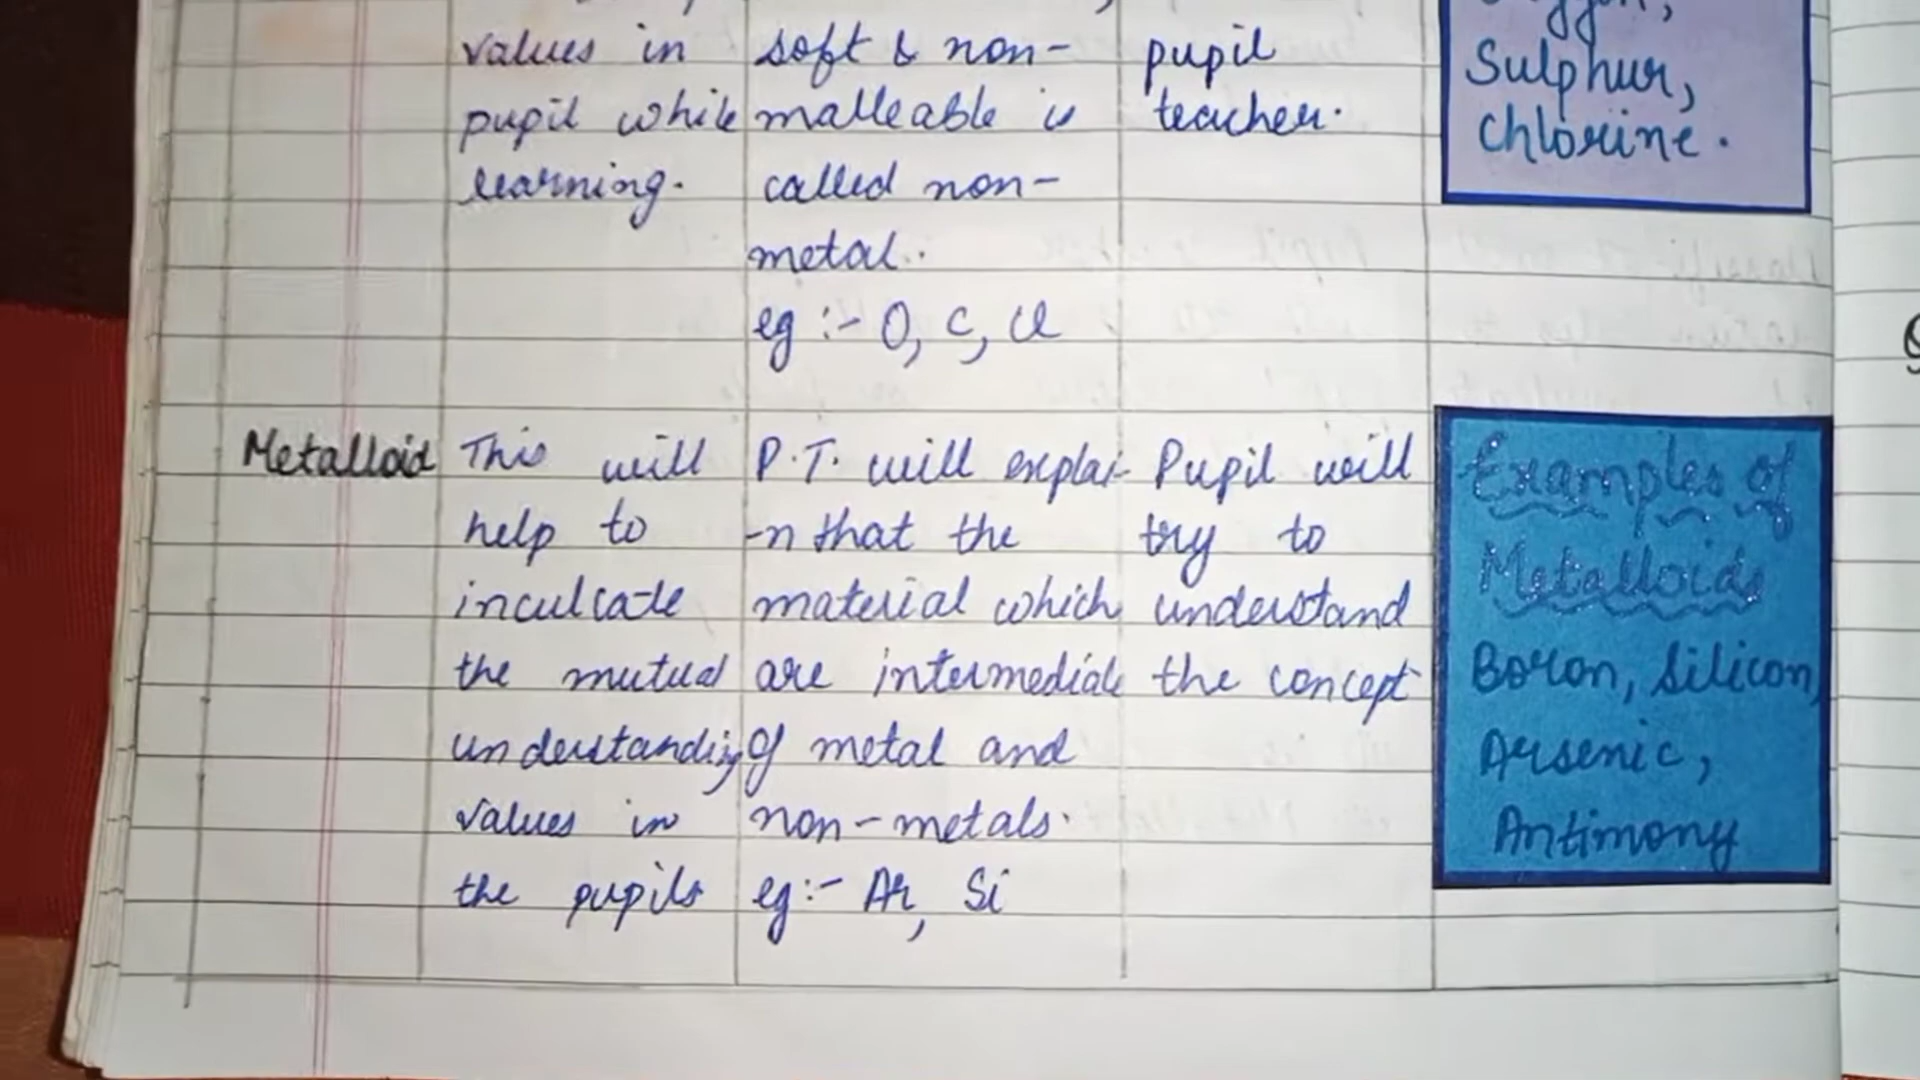 values in
pupil while
learning.
soft & non-
malleable is
called non-
metal.
eg :- O, C, Cl
pupil
teacher.
Sulphur,
Chlorine.
Metalloid
This will
help to
inculcate
the mutual
understanding
values in
the pupils
P.T. will explai-
-n that the
material which
are intermediate
of metal and
non-metals.
eg:- Ar, Si
Pupil will
try to
understand
the concept
Examples of
Metalloids
Boron, Silicon,
Arsenic,
Antimony